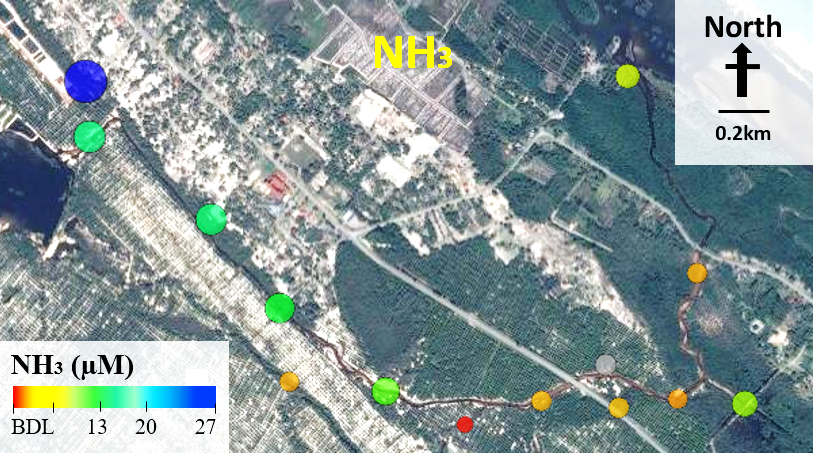 NH₃
North
0.2km
NH₃ (µM)
BDL 13 20 27